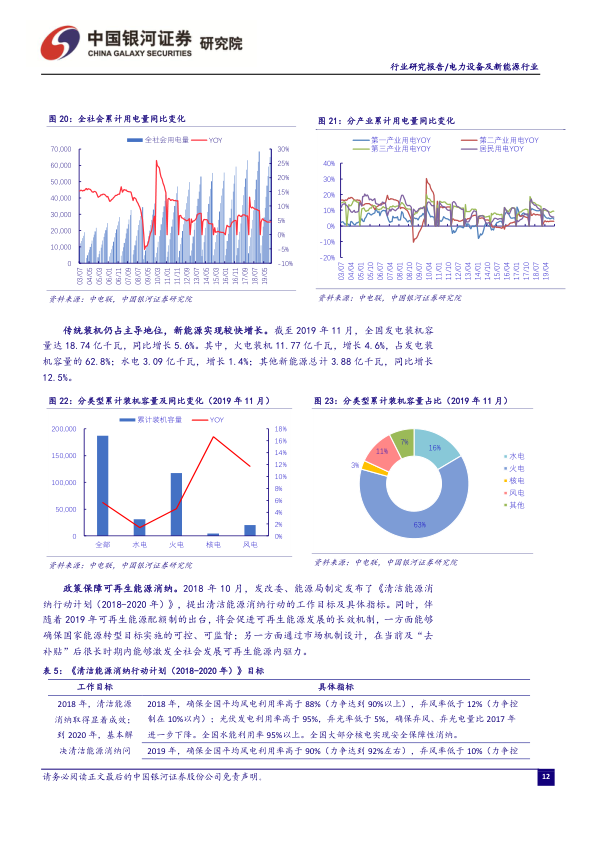 中国银河证券 研究院
CHINA GALAXY SECURITIES
行业研究报告/电力设备及新能源行业
图 20：全社会累计用电量同比变化
全社会用电量 YOY
70,000
60,000
50,000
40,000
30,000
20,000
10,000
0
30%
25%
20%
15%
10%
5%
0%
-5%
-10%
03/07
04/05
05/03
06/01
06/11
07/09
08/07
09/05
10/03
11/01
11/11
12/09
13/07
14/05
15/03
16/01
16/11
17/09
18/07
19/05
资料来源：中电联，中国银河证券研究院
图 21：分产业累计用电量同比变化
第一产业用电YOY 第二产业用电YOY
第三产业用电YOY 居民用电YOY
40%
30%
20%
10%
0%
-10%
-20%
03/07
04/04
05/01
05/10
06/07
07/04
08/01
08/10
09/07
10/04
11/01
11/10
12/07
13/04
14/01
14/10
15/07
16/04
17/01
17/10
18/07
19/04
资料来源：中电联，中国银河证券研究院
传统装机仍占主导地位，新能源实现较快增长。截至 2019 年 11 月，全国发电装机容
量达 18.74 亿千瓦，同比增长 5.6%。其中，火电装机 11.77 亿千瓦，增长 4.6%，占发电装
机容量的 62.8%；水电 3.09 亿千瓦，增长 1.4%；其他新能源总计 3.88 亿千瓦，同比增长
12.5%。
图 22：分类型累计装机容量及同比变化（2019 年 11 月）
累计装机容量 YOY
200,000
150,000
100,000
50,000
0
18%
16%
14%
12%
10%
8%
6%
4%
2%
0%
全部 水电 火电 核电 风电
资料来源：中电联，中国银河证券研究院
图 23：分类型累计装机容量占比（2019 年 11 月）
16%
63%
3%
11%
7%
水电
火电
核电
风电
其他
资料来源：中电联，中国银河证券研究院
政策保障可再生能源消纳。2018 年 10 月，发改委、能源局制定发布了《清洁能源消
纳行动计划（2018-2020 年）》，提出清洁能源消纳行动的工作目标及具体指标。同时，伴
随着 2019 年可再生能源配额制的出台，将会促进可再生能源发展的长效机制，一方面能够
确保国家能源转型目标实施的可控、可监督；另一方面通过市场机制设计，在当前及“去
补贴”后很长时期内能够激发全社会发展可再生能源内驱力。
表 5：《清洁能源消纳行动计划（2018-2020 年）》目标
工作目标 具体指标
2018 年，清洁能源
消纳取得显著成效；
到 2020 年，基本解
决清洁能源消纳问
2018 年，确保全国平均风电利用率高于 88%（力争达到 90%以上），弃风率低于 12%（力争控
制在 10%以内）；光伏发电利用率高于 95%，弃光率低于 5%，确保弃风、弃光电量比 2017 年
进一步下降。全国水能利用率 95%以上。全国大部分核电实现安全保障性消纳。
2019 年，确保全国平均风电利用率高于 90%（力争达到 92%左右），弃风率低于 10%（力争控
请务必阅读正文最后的中国银河证券股份公司免责声明。
12